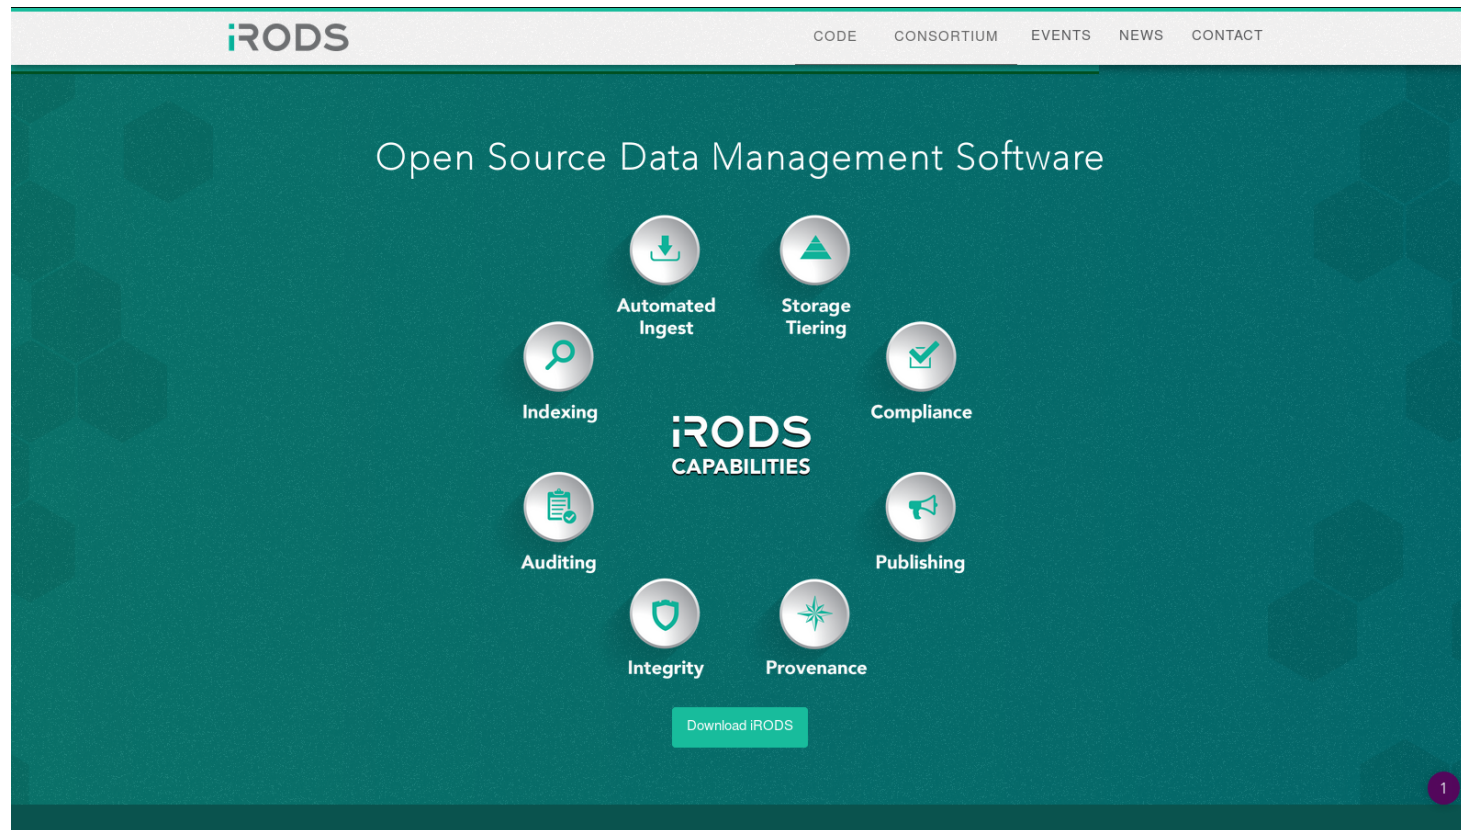 iRODS
CODE CONSORTIUM EVENTS NEWS CONTACT
Open Source Data Management Software
Automated
Ingest
Storage
Tiering
Indexing
Compliance
iRODS
CAPABILITIES
Auditing
Publishing
Integrity
Provenance
Download iRODS
1